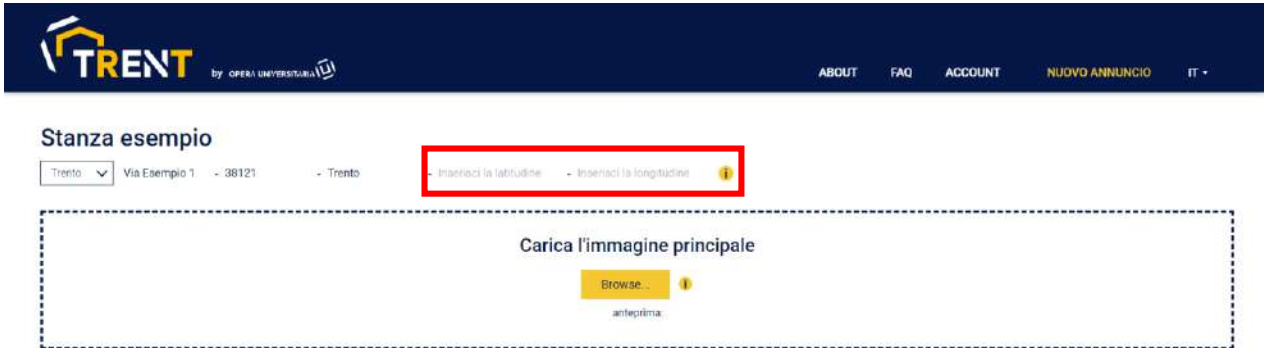 TRENT by OPERA UNIVERSITARIA
ABOUT FAQ ACCOUNT NUOVO ANNUNCIO IT
Stanza esempio
Trento Via Esempio 1 - 38121 - Trento - Inserisci la latitudine - Inserisci la longitudine i
Carica l'immagine principale
Browse... i
anteprima: